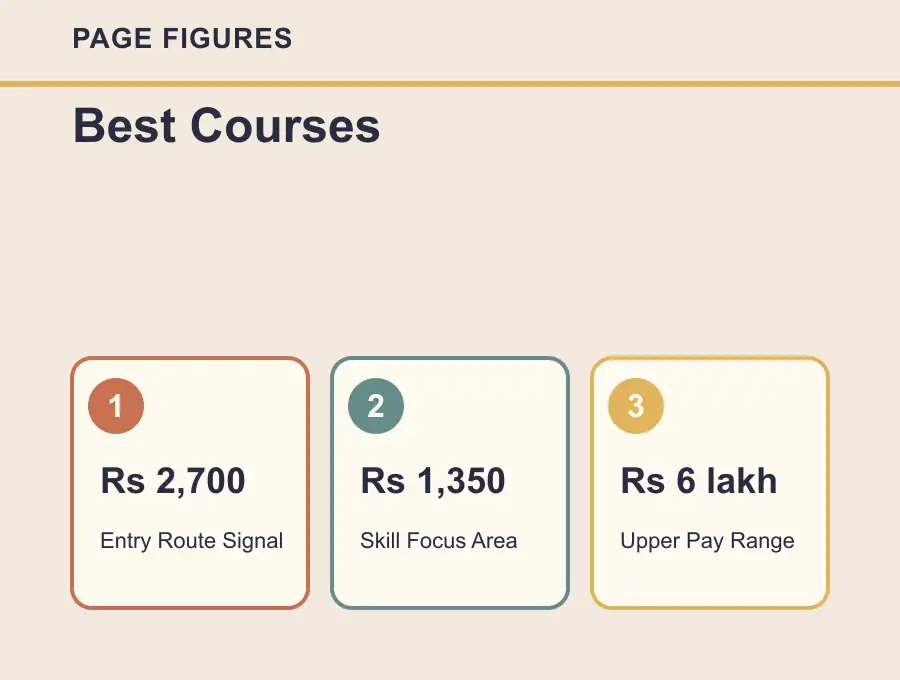 PAGE FIGURES
Best Courses
1
Rs 2,700
Entry Route Signal
2
Rs 1,350
Skill Focus Area
3
Rs 6 lakh
Upper Pay Range